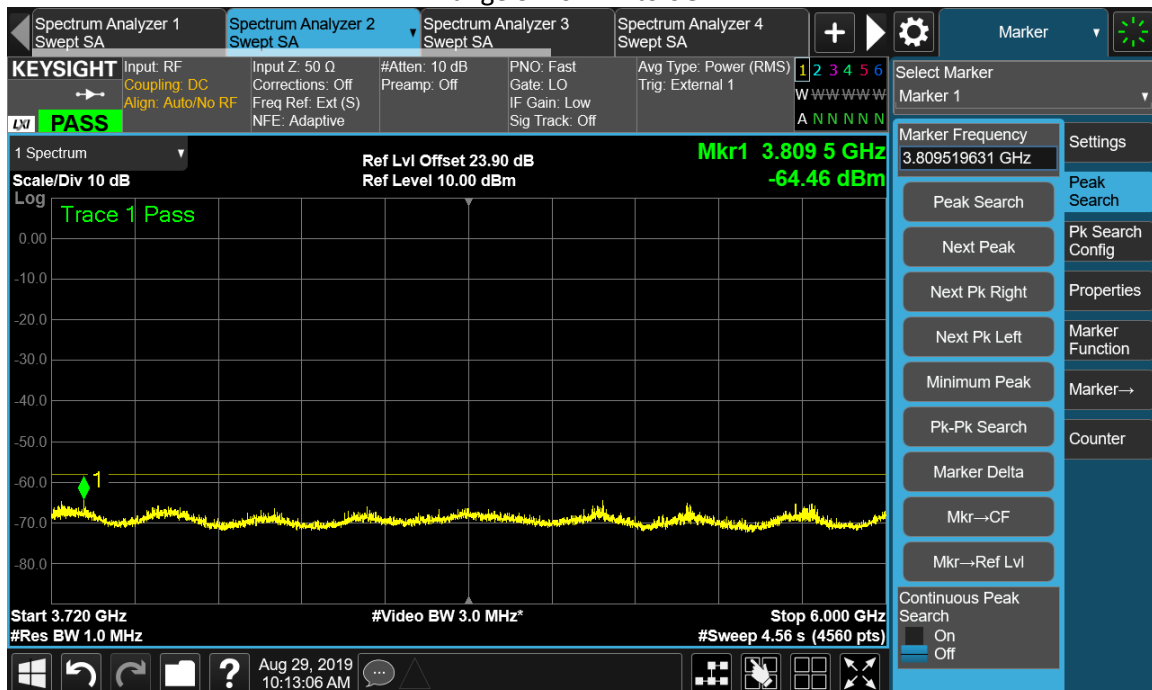 Spectrum Analyzer 1
Swept SA
Spectrum Analyzer 2
Swept SA
Spectrum Analyzer 3
Swept SA
Spectrum Analyzer 4
Swept SA
+
Marker
KEYSIGHT
LXI PASS
Input: RF
Coupling: DC
Align: Auto/No RF
Input Z: 50 Ω
Corrections: Off
Freq Ref: Ext (S)
NFE: Adaptive
#Atten: 10 dB
Preamp: Off
PNO: Fast
Gate: LO
IF Gain: Low
Sig Track: Off
Avg Type: Power (RMS)
Trig: External 1
1 2 3 4 5 6
W W W W W W
A N N N N N
Select Marker
Marker 1
1 Spectrum
Scale/Div 10 dB
Ref Lvl Offset 23.90 dB
Ref Level 10.00 dBm
Mkr1 3.809 5 GHz
-64.46 dBm
Log
Trace 1 Pass
0.00
-10.0
-20.0
-30.0
-40.0
-50.0
-60.0
-70.0
-80.0
1
Start 3.720 GHz
#Res BW 1.0 MHz
#Video BW 3.0 MHz*
Stop 6.000 GHz
#Sweep 4.56 s (4560 pts)
Marker Frequency
3.809519631 GHz
Peak Search
Next Peak
Next Pk Right
Next Pk Left
Minimum Peak
Pk-Pk Search
Marker Delta
Mkr→CF
Mkr→Ref Lvl
Continuous Peak
Search
On
Off
Settings
Peak
Search
Pk Search
Config
Properties
Marker
Function
Marker→
Counter
?
Aug 29, 2019
10:13:06 AM